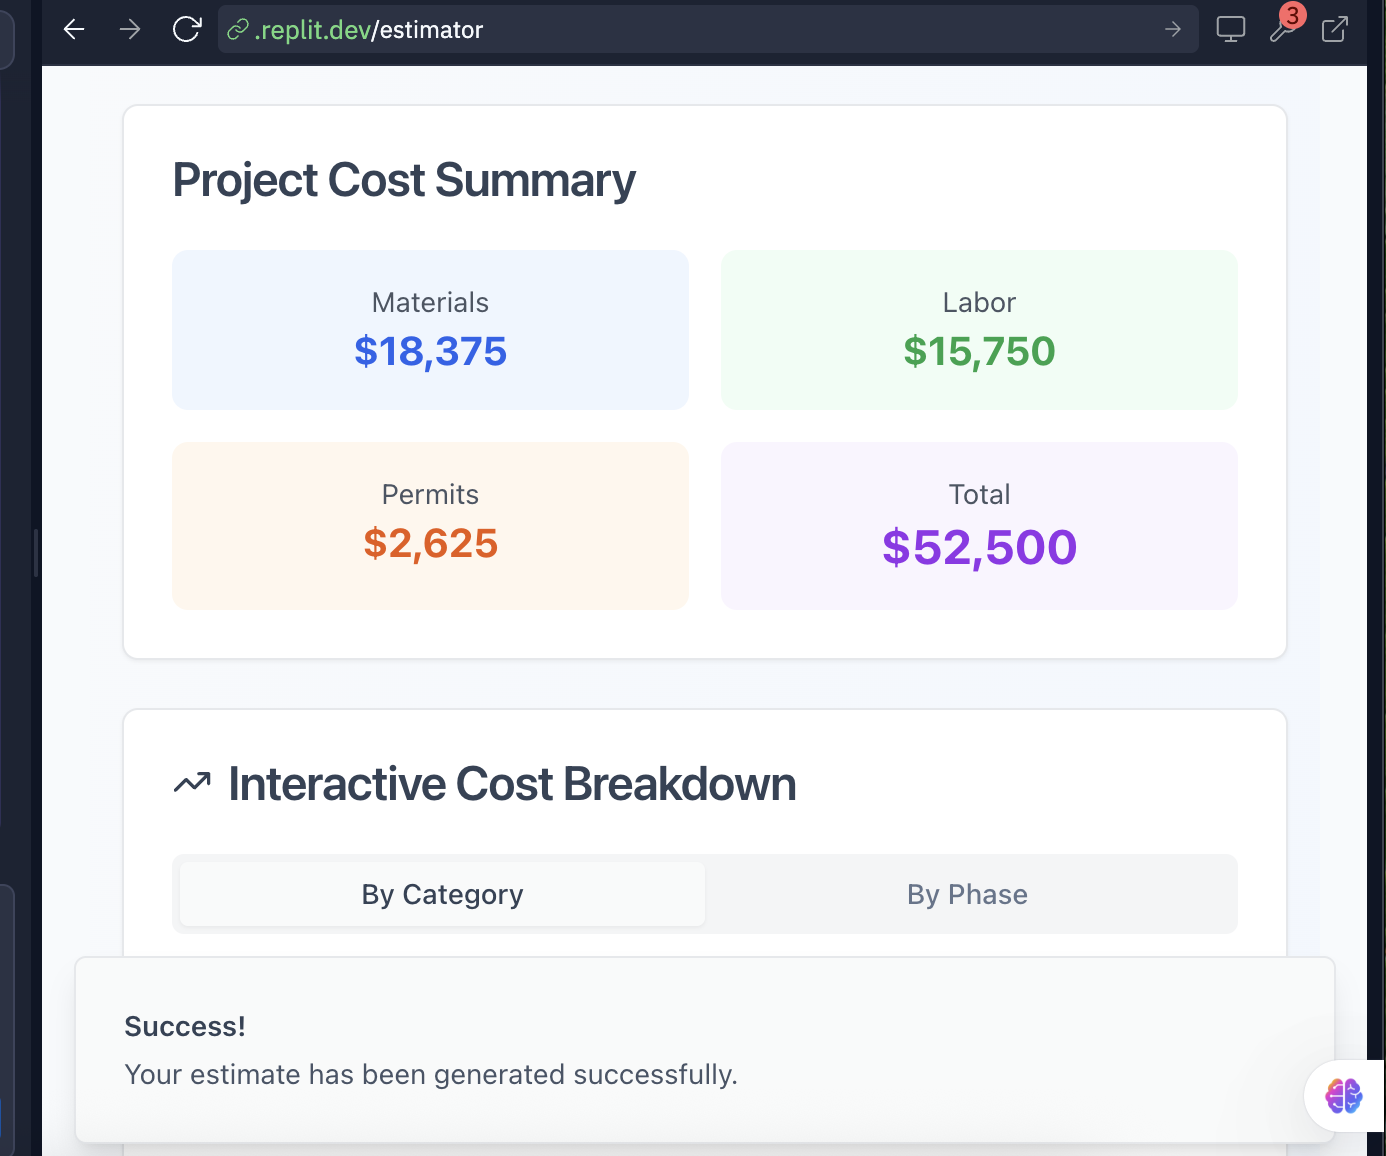 .replit.dev/estimator
3
Project Cost Summary
Materials
$18,375
Labor
$15,750
Permits
$2,625
Total
$52,500
Interactive Cost Breakdown
By Category
By Phase
Success!
Your estimate has been generated successfully.